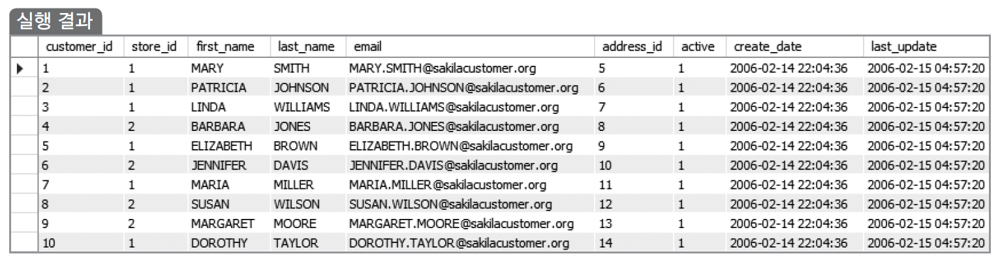 실행 결과
customer_id store_id first_name last_name email address_id active create_date last_update
1 1 MARY SMITH MARY.SMITH@sakilacustomer.org 5 1 2006-02-14 22:04:36 2006-02-15 04:57:20
2 1 PATRICIA JOHNSON PATRICIA.JOHNSON@sakilacustomer.org 6 1 2006-02-14 22:04:36 2006-02-15 04:57:20
3 1 LINDA WILLIAMS LINDA.WILLIAMS@sakilacustomer.org 7 1 2006-02-14 22:04:36 2006-02-15 04:57:20
4 2 BARBARA JONES BARBARA.JONES@sakilacustomer.org 8 1 2006-02-14 22:04:36 2006-02-15 04:57:20
5 1 ELIZABETH BROWN ELIZABETH.BROWN@sakilacustomer.org 9 1 2006-02-14 22:04:36 2006-02-15 04:57:20
6 2 JENNIFER DAVIS JENNIFER.DAVIS@sakilacustomer.org 10 1 2006-02-14 22:04:36 2006-02-15 04:57:20
7 1 MARIA MILLER MARIA.MILLER@sakilacustomer.org 11 1 2006-02-14 22:04:36 2006-02-15 04:57:20
8 2 SUSAN WILSON SUSAN.WILSON@sakilacustomer.org 12 1 2006-02-14 22:04:36 2006-02-15 04:57:20
9 2 MARGARET MOORE MARGARET.MOORE@sakilacustomer.org 13 1 2006-02-14 22:04:36 2006-02-15 04:57:20
10 1 DOROTHY TAYLOR DOROTHY.TAYLOR@sakilacustomer.org 14 1 2006-02-14 22:04:36 2006-02-15 04:57:20